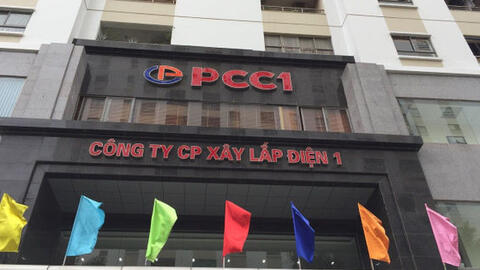 PCC1
CÔNG TY CP XÂY LẮP ĐIỆN 1